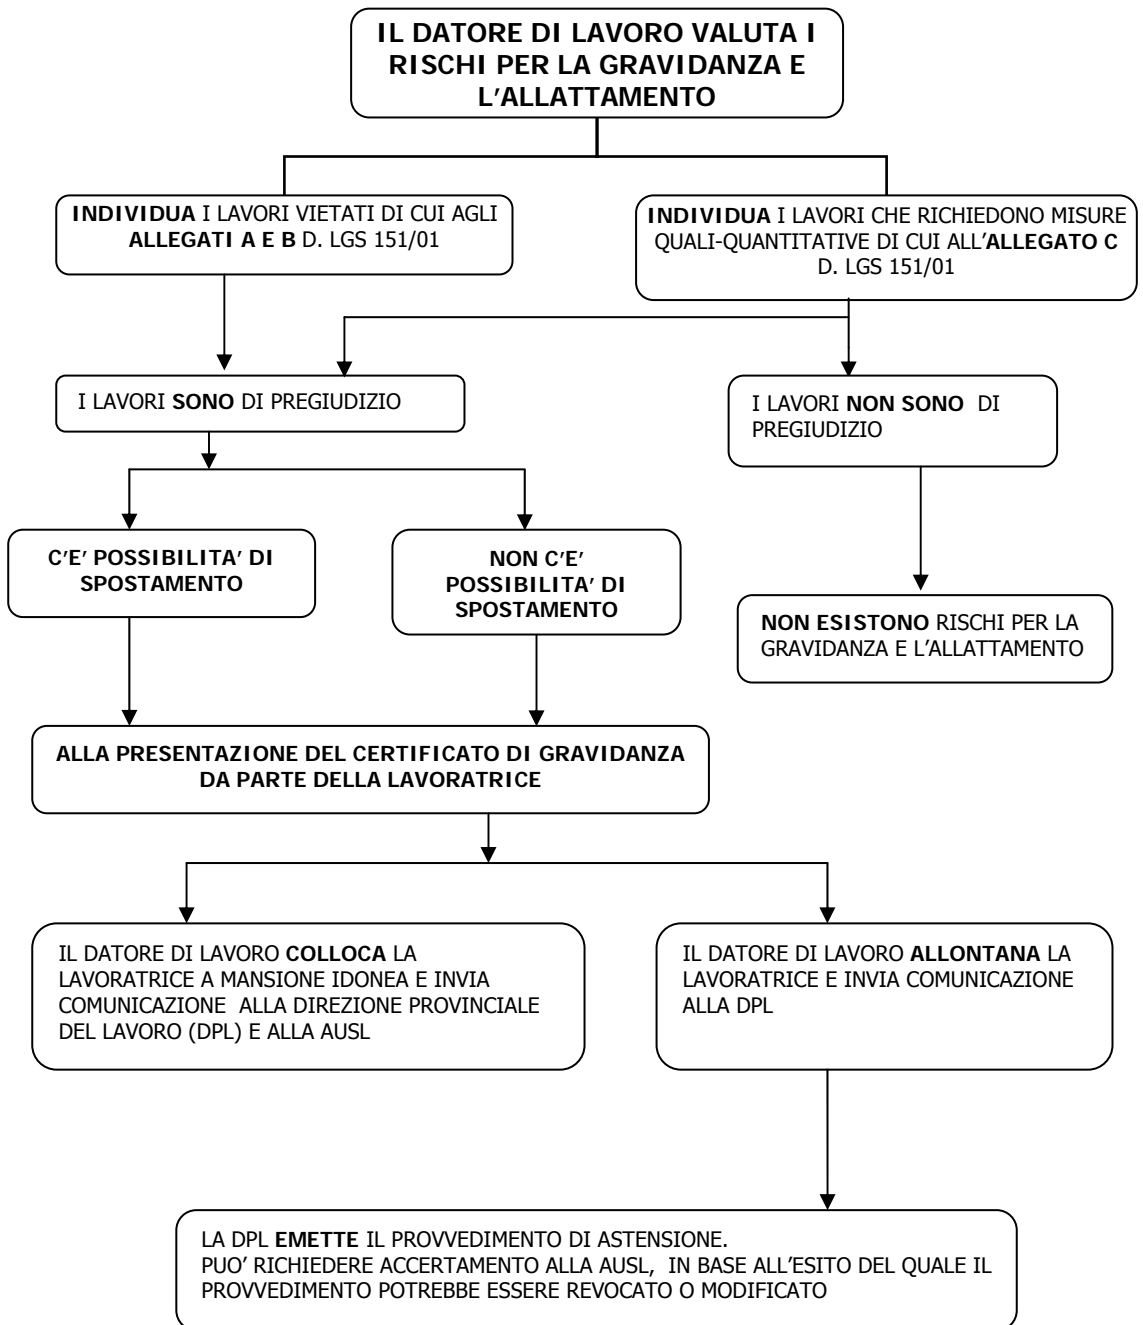 IL DATORE DI LAVORO VALUTA I
RISCHI PER LA GRAVIDANZA E
L'ALLATTAMENTO
INDIVIDUA I LAVORI VIETATI DI CUI AGLI
ALLEGATI A E B D. LGS 151/01
INDIVIDUA I LAVORI CHE RICHIEDONO MISURE
QUALI-QUANTITATIVE DI CUI ALL'ALLEGATO C
D. LGS 151/01
I LAVORI SONO DI PREGIUDIZIO
I LAVORI NON SONO DI
PREGIUDIZIO
C'E' POSSIBILITA' DI
SPOSTAMENTO
NON C'E'
POSSIBILITA' DI
SPOSTAMENTO
NON ESISTONO RISCHI PER LA
GRAVIDANZA E L'ALLATTAMENTO
ALLA PRESENTAZIONE DEL CERTIFICATO DI GRAVIDANZA
DA PARTE DELLA LAVORATRICE
IL DATORE DI LAVORO COLLOCA LA
LAVORATRICE A MANSIONE IDONEA E INVIA
COMUNICAZIONE ALLA DIREZIONE PROVINCIALE
DEL LAVORO (DPL) E ALLA AUSL
IL DATORE DI LAVORO ALLONTANA LA
LAVORATRICE E INVIA COMUNICAZIONE
ALLA DPL
LA DPL EMETTE IL PROVVEDIMENTO DI ASTENSIONE.
PUO' RICHIEDERE ACCERTAMENTO ALLA AUSL, IN BASE ALL'ESITO DEL QUALE IL
PROVVEDIMENTO POTREBBE ESSERE REVOCATO O MODIFICATO